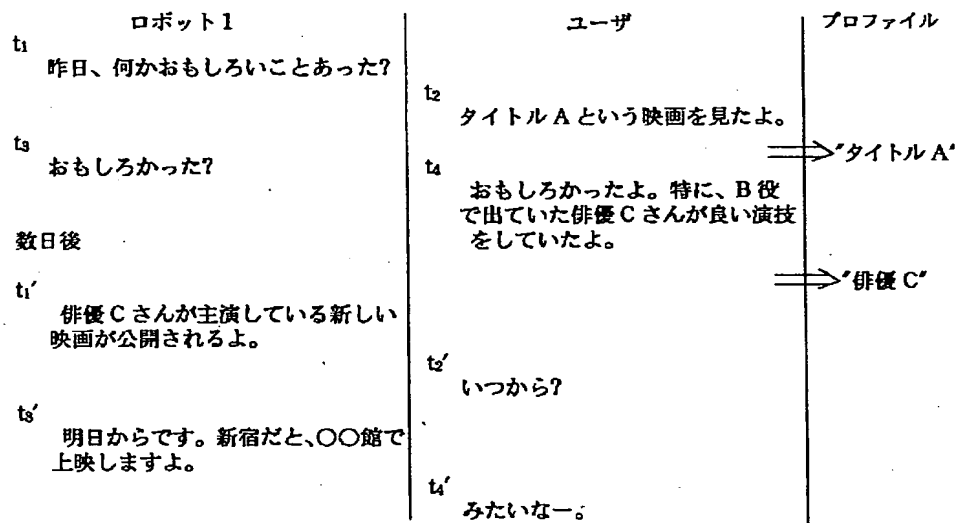 ロボット1 ユーザ プロファイル
t1
昨日、何かおもしろいことあった?
t2
タイトルAという映画を見たよ。
⇒"タイトルA"
t3
おもしろかった?
t4
おもしろかったよ。特に、B役
で出ていた俳優Cさんが良い演技
をしていたよ。
⇒"俳優C"
数日後
t1′
俳優Cさんが主演している新しい
映画が公開されるよ。
t2′
いつから?
t3′
明日からです。新宿だと、〇〇館で
上映しますよ。
t4′
みたいなー。